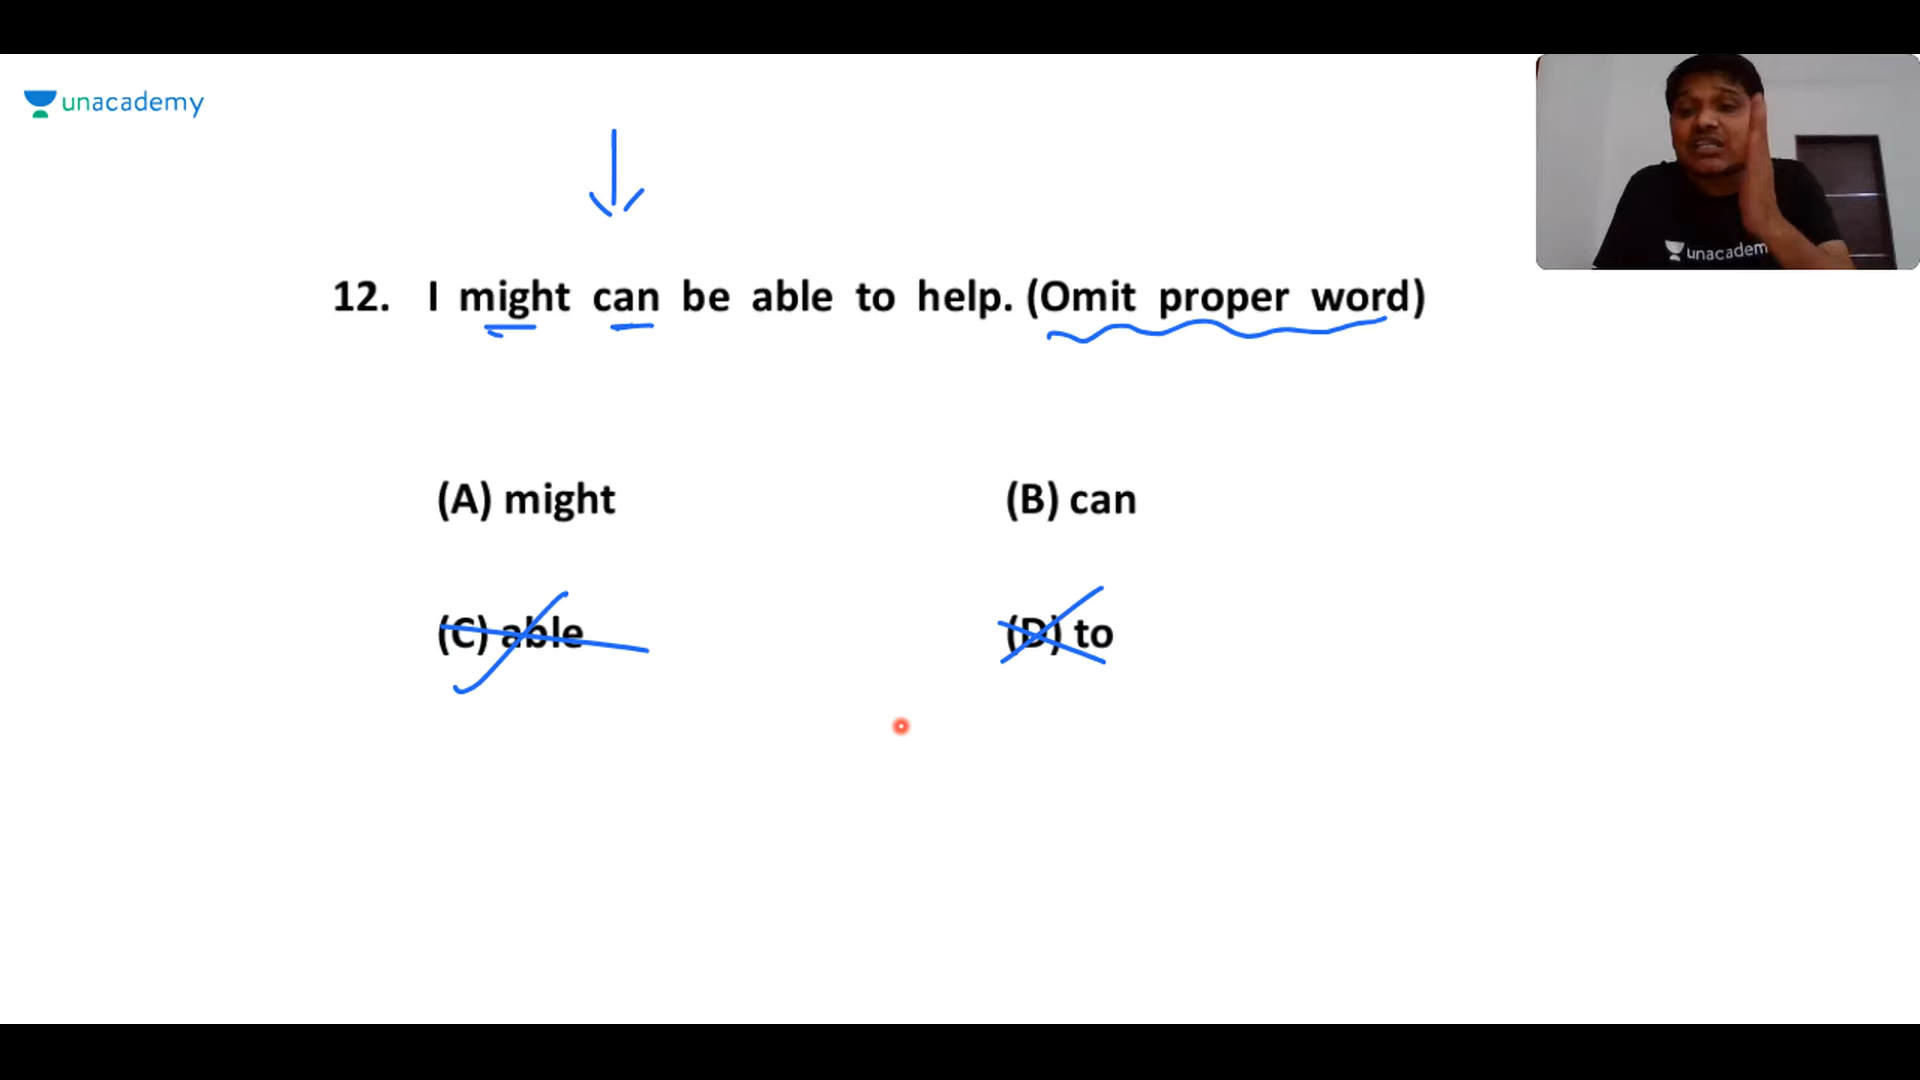 unacademy
unacadem
12. I might can be able to help. (Omit proper word)
(A) might
(B) can
(C) able
(D) to